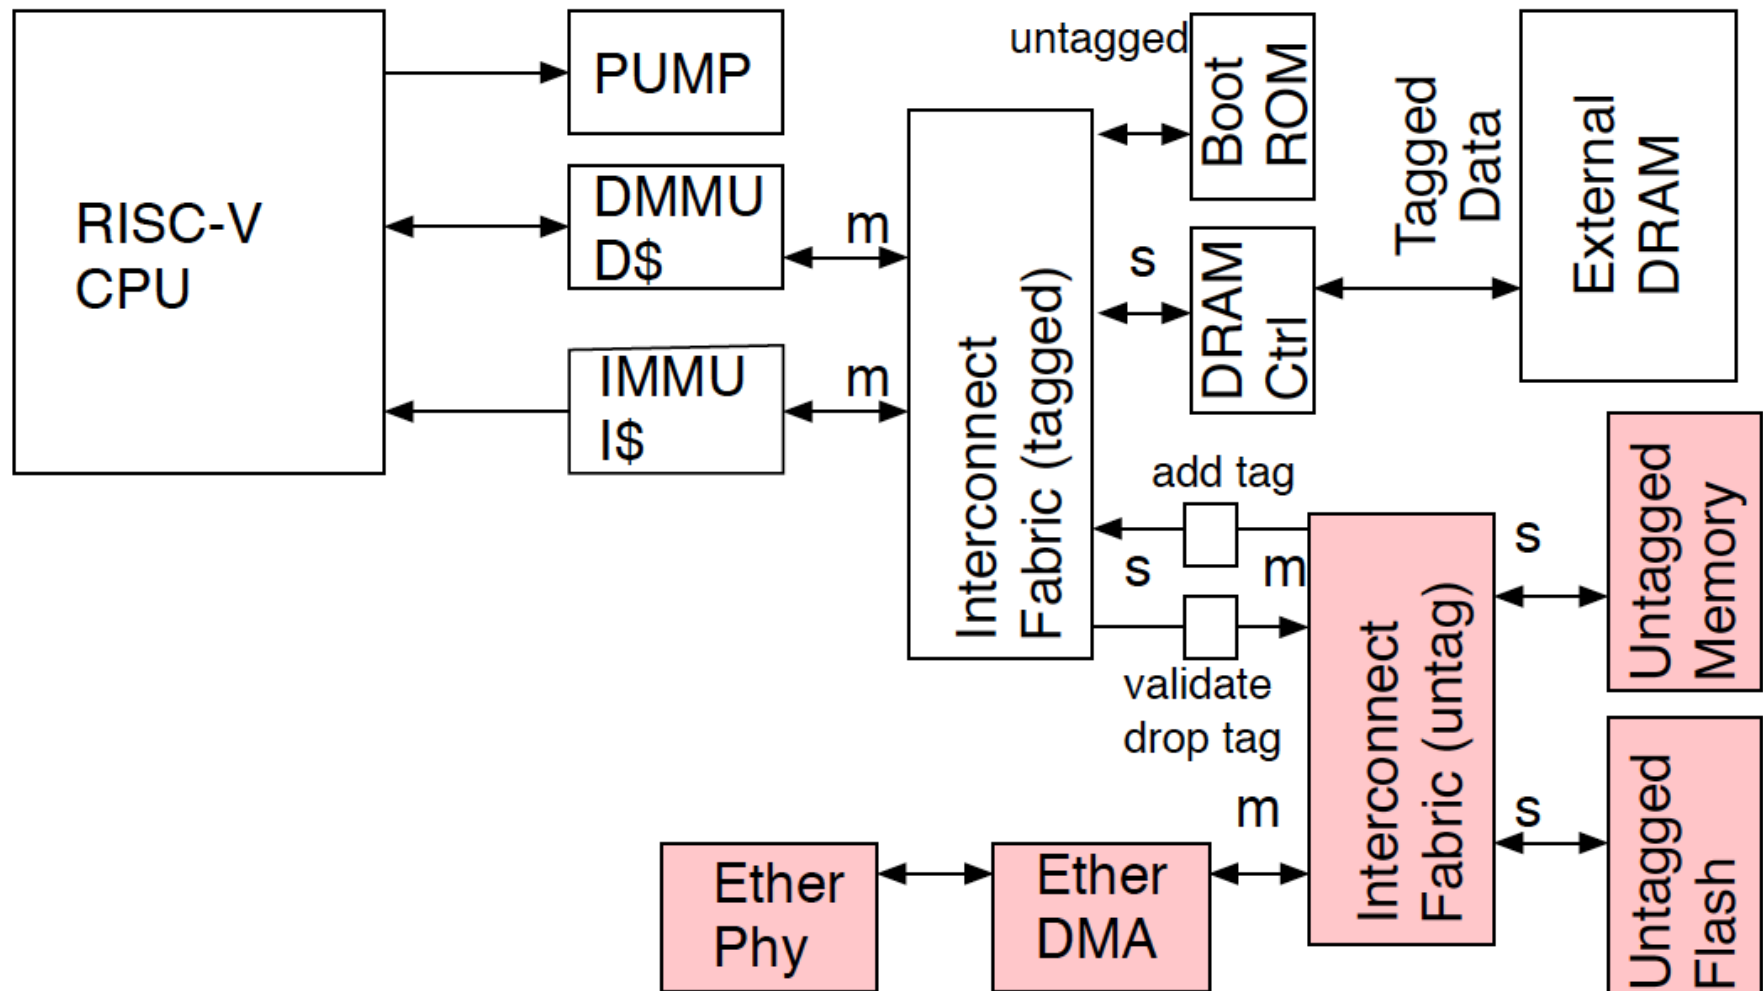 RISC-V
CPU
PUMP
DMMU
D$
IMMU
I$
m
m
Interconnect
Fabric (tagged)
untagged
Boot
ROM
s
DRAM
Ctrl
Tagged
Data
External
DRAM
add tag
s
m
validate
drop tag
Interconnect
Fabric (untag)
s
Untagged
Memory
s
Untagged
Flash
m
Ether
DMA
Ether
Phy